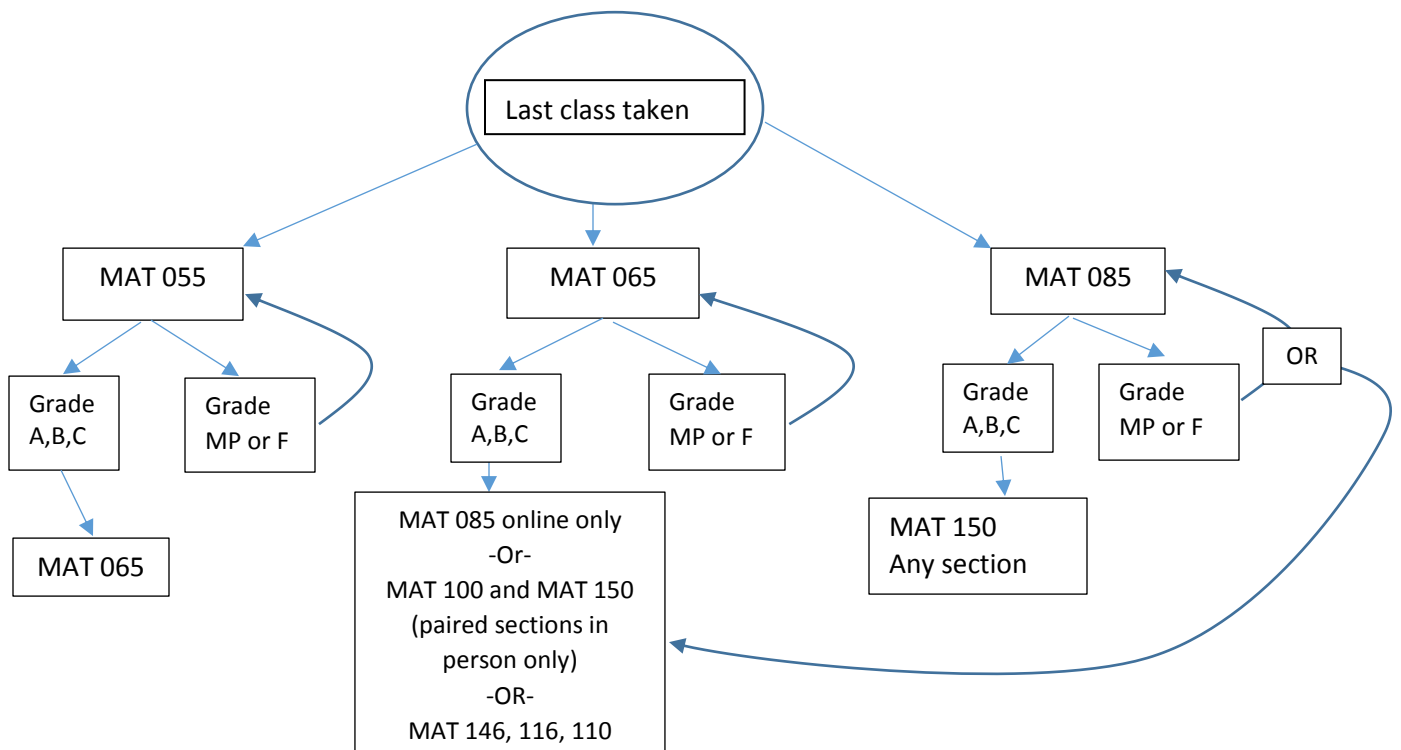 Last class taken
MAT 055
MAT 065
MAT 085
OR
Grade
A,B,C
Grade
MP or F
Grade
A,B,C
Grade
MP or F
Grade
A,B,C
Grade
MP or F
MAT 065
MAT 085 online only
-Or-
MAT 100 and MAT 150
(paired sections in
person only)
-OR-
MAT 146, 116, 110
MAT 150
Any section